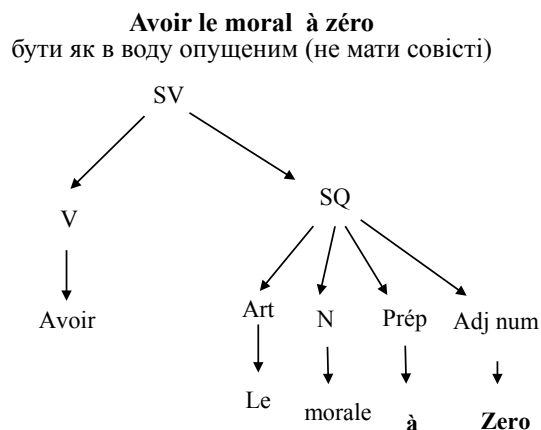 Avoir le moral à zéro
бути як в воду опущеним (не мати совісті)
SV
V
SQ
Avoir
Art
N
Prép
Adj num
Le
morale
à
Zero